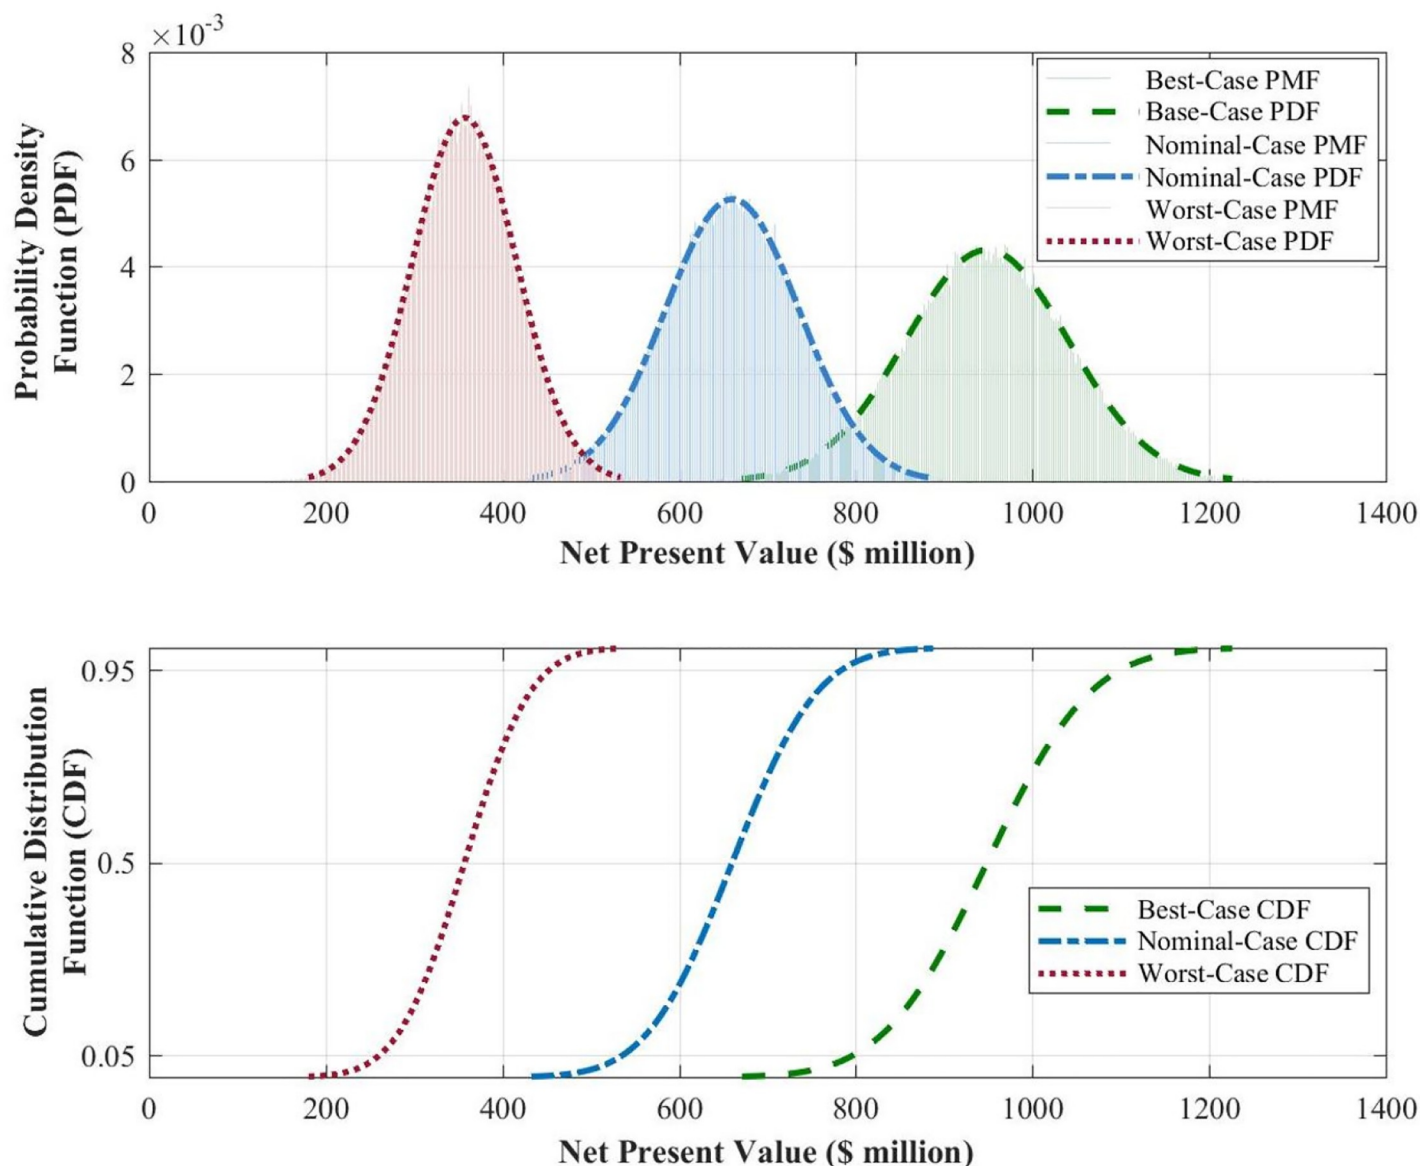 ×10⁻³
8
6
4
2
0
Probability Density
Function (PDF)
Best-Case PMF
Base-Case PDF
Nominal-Case PMF
Nominal-Case PDF
Worst-Case PMF
Worst-Case PDF
0 200 400 600 800 1000 1200 1400
Net Present Value ($ million)
0.95
0.5
0.05
Cumulative Distribution
Function (CDF)
Best-Case CDF
Nominal-Case CDF
Worst-Case CDF
0 200 400 600 800 1000 1200 1400
Net Present Value ($ million)